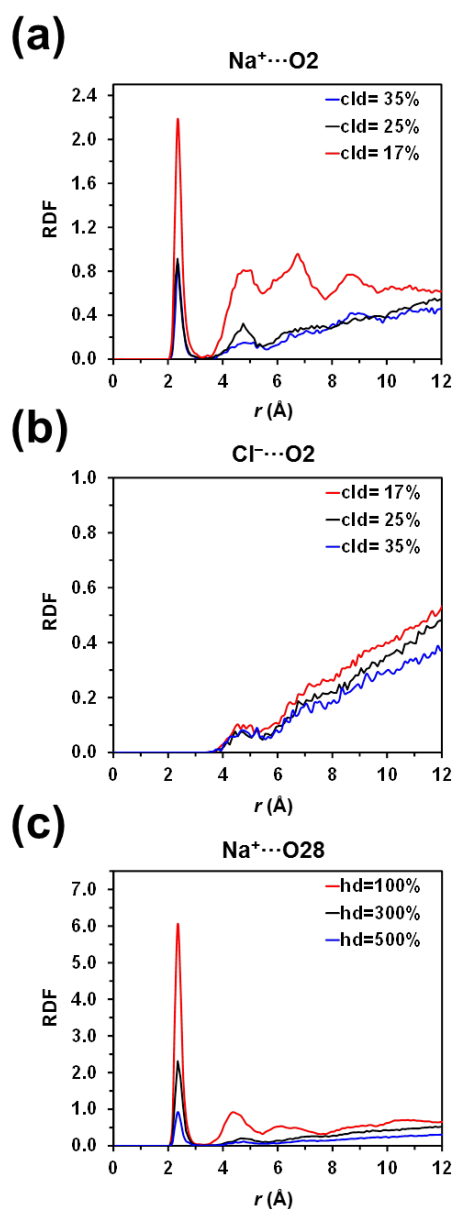 (a)
Na⁺···O2
cld= 35%
cld= 25%
cld= 17%
2.4
2.0
1.6
1.2
0.8
0.4
0.0
RDF
0 2 4 6 8 10 12
r (Å)
(b)
Cl⁻···O2
cld= 17%
cld= 25%
cld= 35%
1.0
0.8
0.6
0.4
0.2
0.0
RDF
0 2 4 6 8 10 12
r (Å)
(c)
Na⁺···O28
hd=100%
hd=300%
hd=500%
7.0
6.0
5.0
4.0
3.0
2.0
1.0
0.0
RDF
0 2 4 6 8 10 12
r (Å)